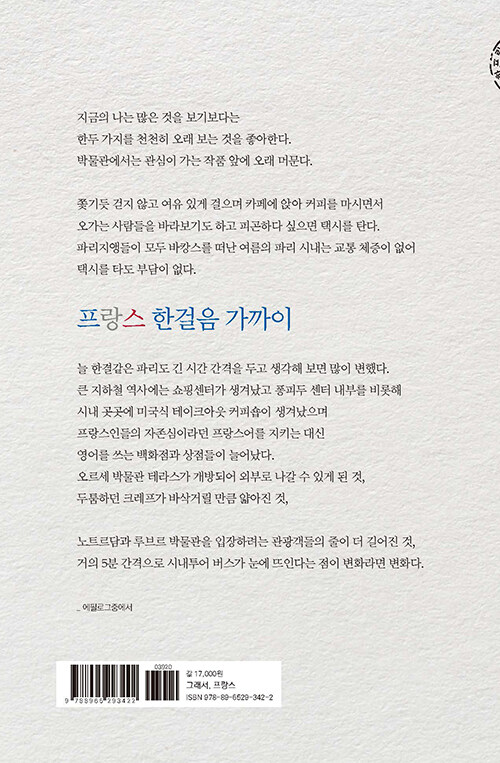 지금의 나는 많은 것을 보기보다는
한두 가지를 천천히 오래 보는 것을 좋아한다.
박물관에서는 관심이 가는 작품 앞에 오래 머문다.
쫓기듯 걷지 않고 여유 있게 걸으며 카페에 앉아 커피를 마시면서
오가는 사람들을 바라보기도 하고 피곤하다 싶으면 택시를 탄다.
파리지앵들이 모두 바캉스를 떠난 여름의 파리 시내는 교통 체증이 없어
택시를 타도 부담이 없다.
프랑스 한걸음 가까이
늘 한결같은 파리도 긴 시간 간격을 두고 생각해 보면 많이 변했다.
큰 지하철 역사에는 쇼핑센터가 생겨났고 퐁피두 센터 내부를 비롯해
시내 곳곳에 미국식 테이크아웃 커피숍이 생겨났으며
프랑스인들의 자존심이라던 프랑스어를 지키는 대신
영어를 쓰는 백화점과 상점들이 늘어났다.
오르세 박물관 테라스가 개방되어 외부로 나갈 수 있게 된 것,
두툼하던 크레프가 바삭거릴 만큼 얇아진 것,
노트르담과 루브르 박물관을 입장하려는 관광객들의 줄이 더 길어진 것,
거의 5분 간격으로 시내투어 버스가 눈에 뜨인다는 점이 변화라면 변화다.
_ 에필로그중에서
03920
값 17,000원
그래서, 프랑스
ISBN 978-89-6529-342-2
9 788965 293422